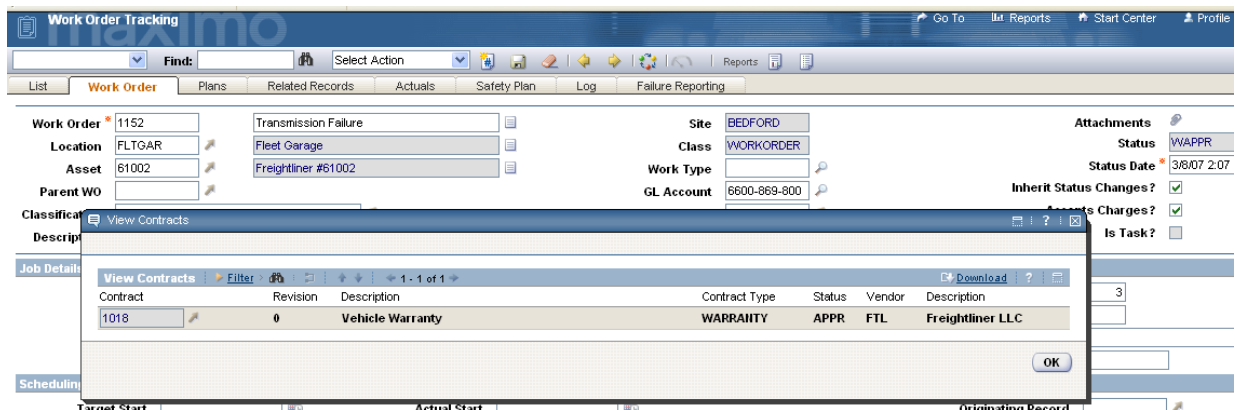 Work Order Tracking
maximo
Go To Reports Start Center Profile
Find: Select Action Reports
List Work Order Plans Related Records Actuals Safety Plan Log Failure Reporting
Work Order * 1152 Transmission Failure Site BEDFORD Attachments
Location FLTGAR Fleet Garage Class WORKORDER Status WAPPR
Asset 61002 Freightliner #61002 Work Type Status Date * 3/8/07 2:07
Parent WO GL Account 6600-869-800 Inherit Status Changes?
Classificat s Charges?
View Contracts ?
Descript Is Task?
Job Details
View Contracts Filter 1 - 1 of 1 Download ?
Contract Revision Description Contract Type Status Vendor Description
3
1018 0 Vehicle Warranty WARRANTY APPR FTL Freightliner LLC
OK
Scheduling
Target Start Actual Start Originating Record